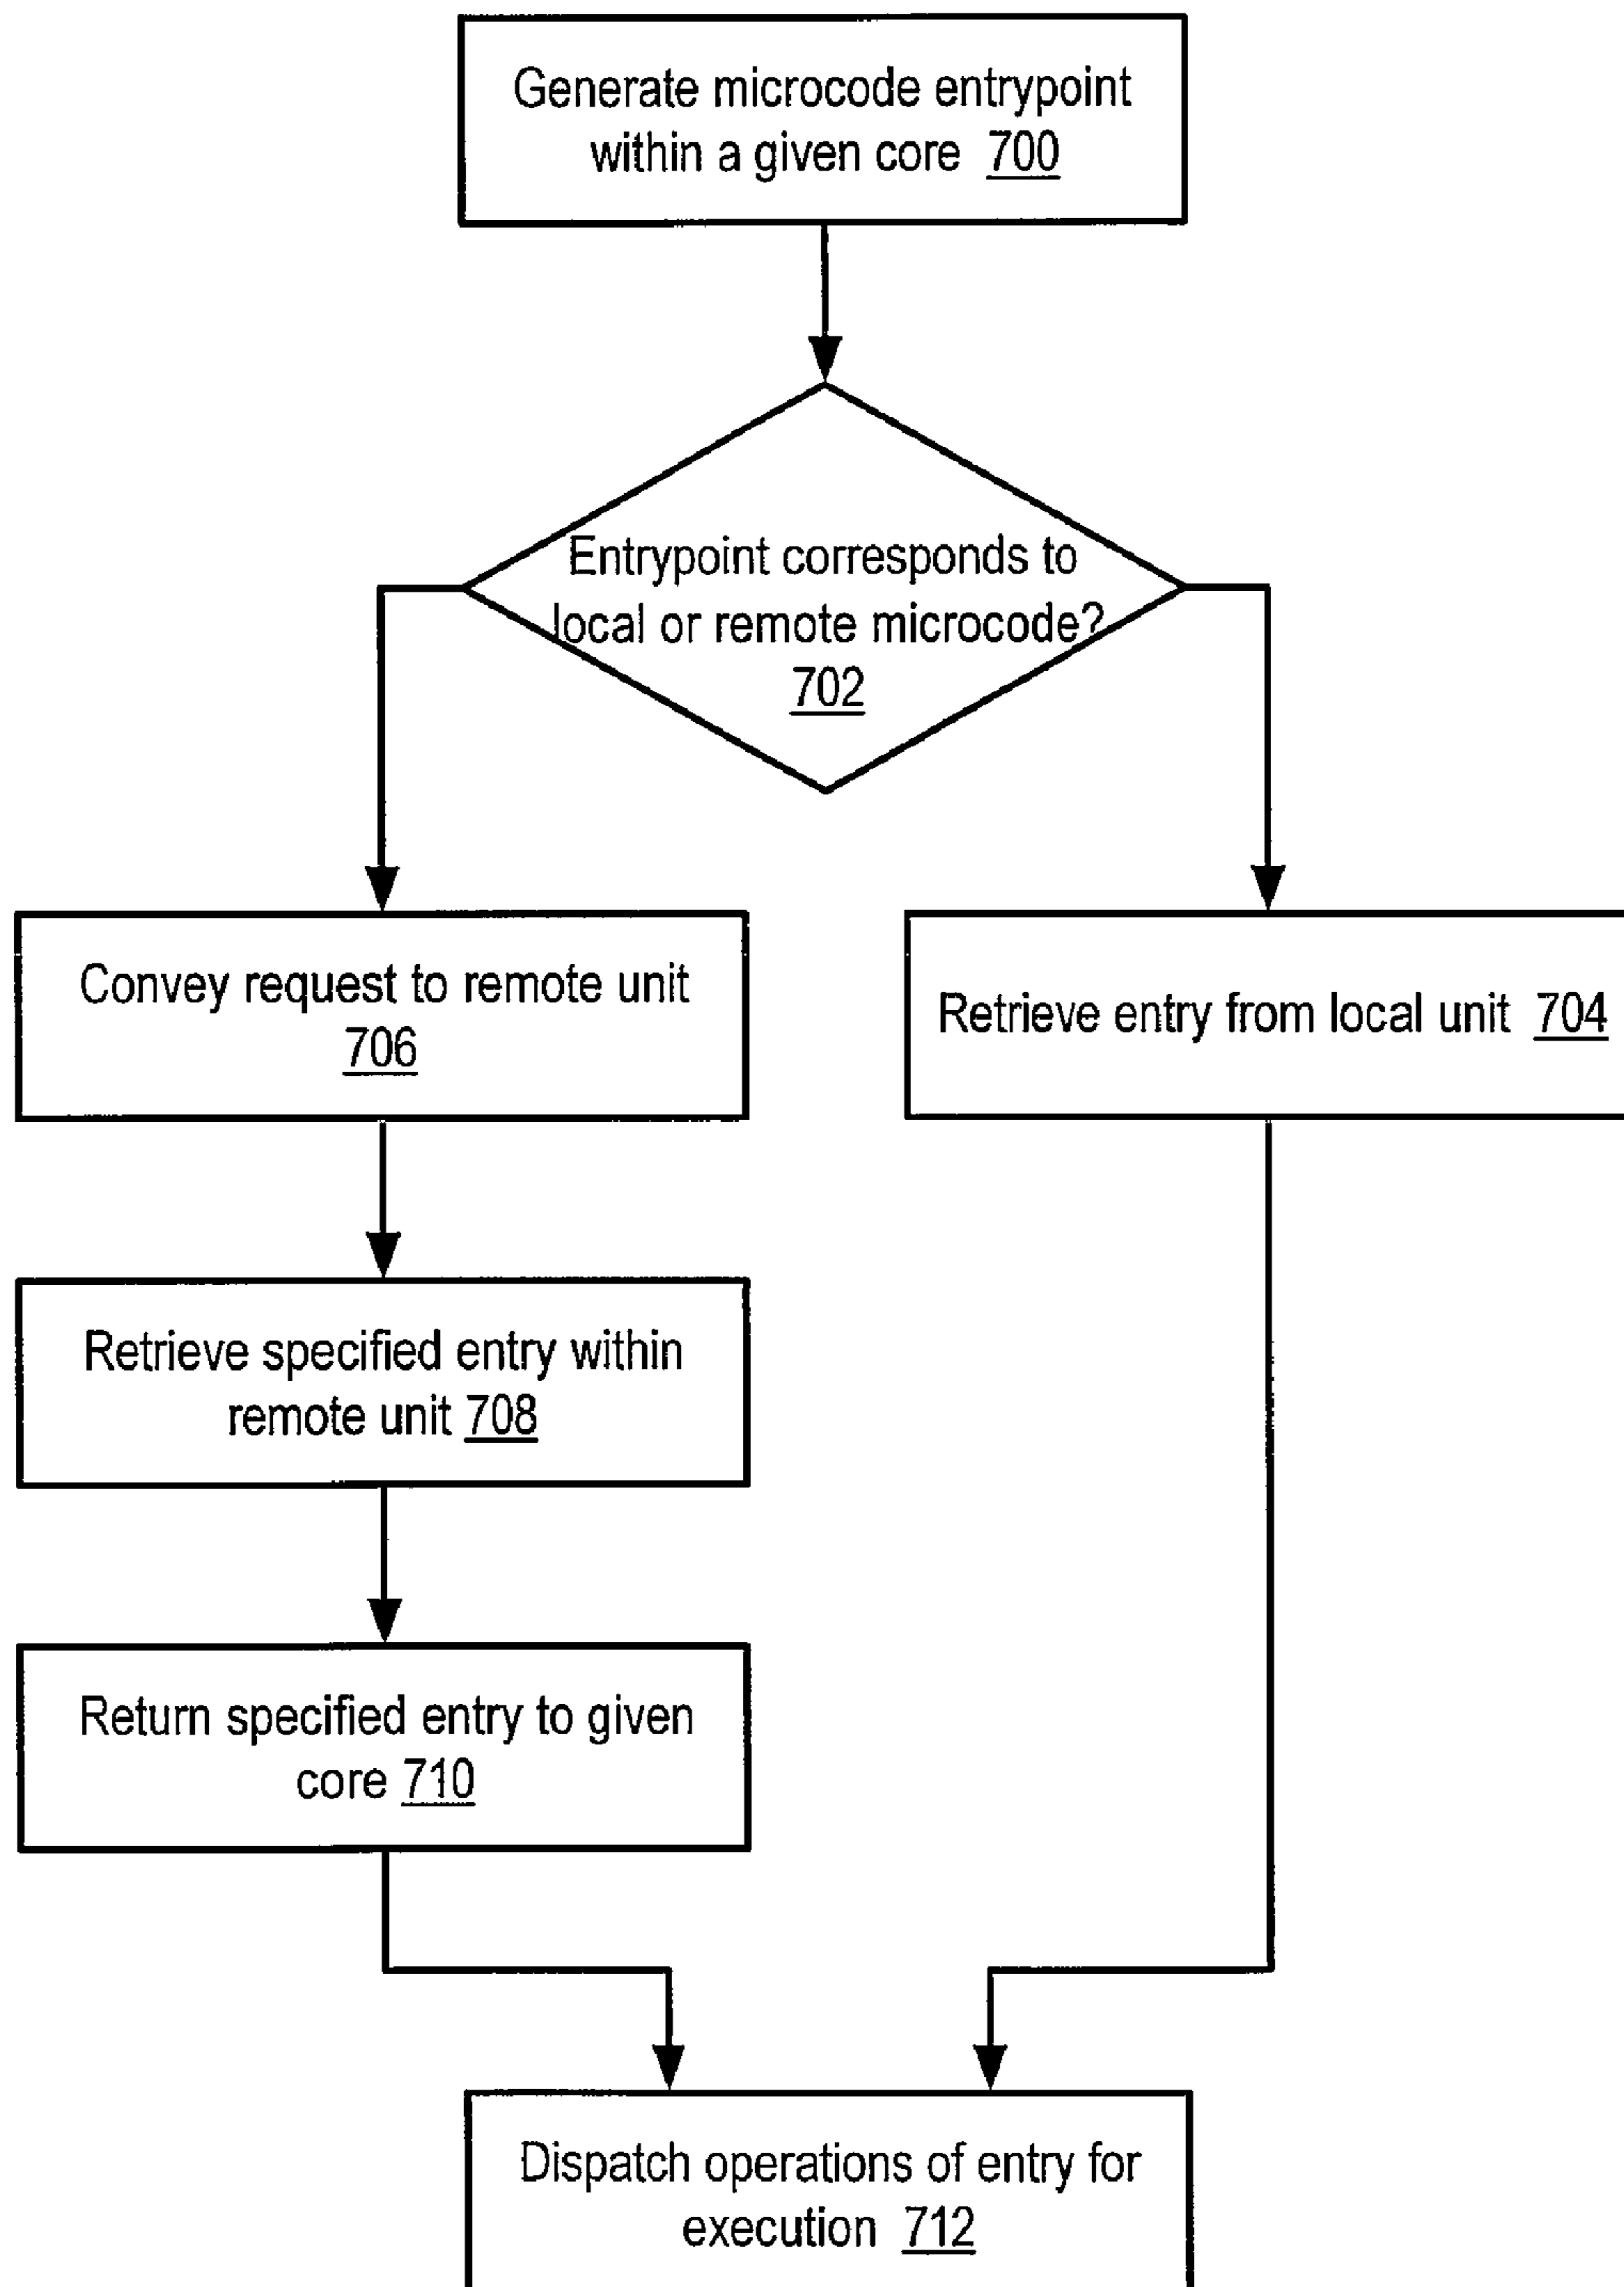 Generate microcode entrypoint
within a given core 700
Entrypoint corresponds to
local or remote microcode?
702
Convey request to remote unit
706
Retrieve entry from local unit 704
Retrieve specified entry within
remote unit 708
Return specified entry to given
core 710
Dispatch operations of entry for
execution 712